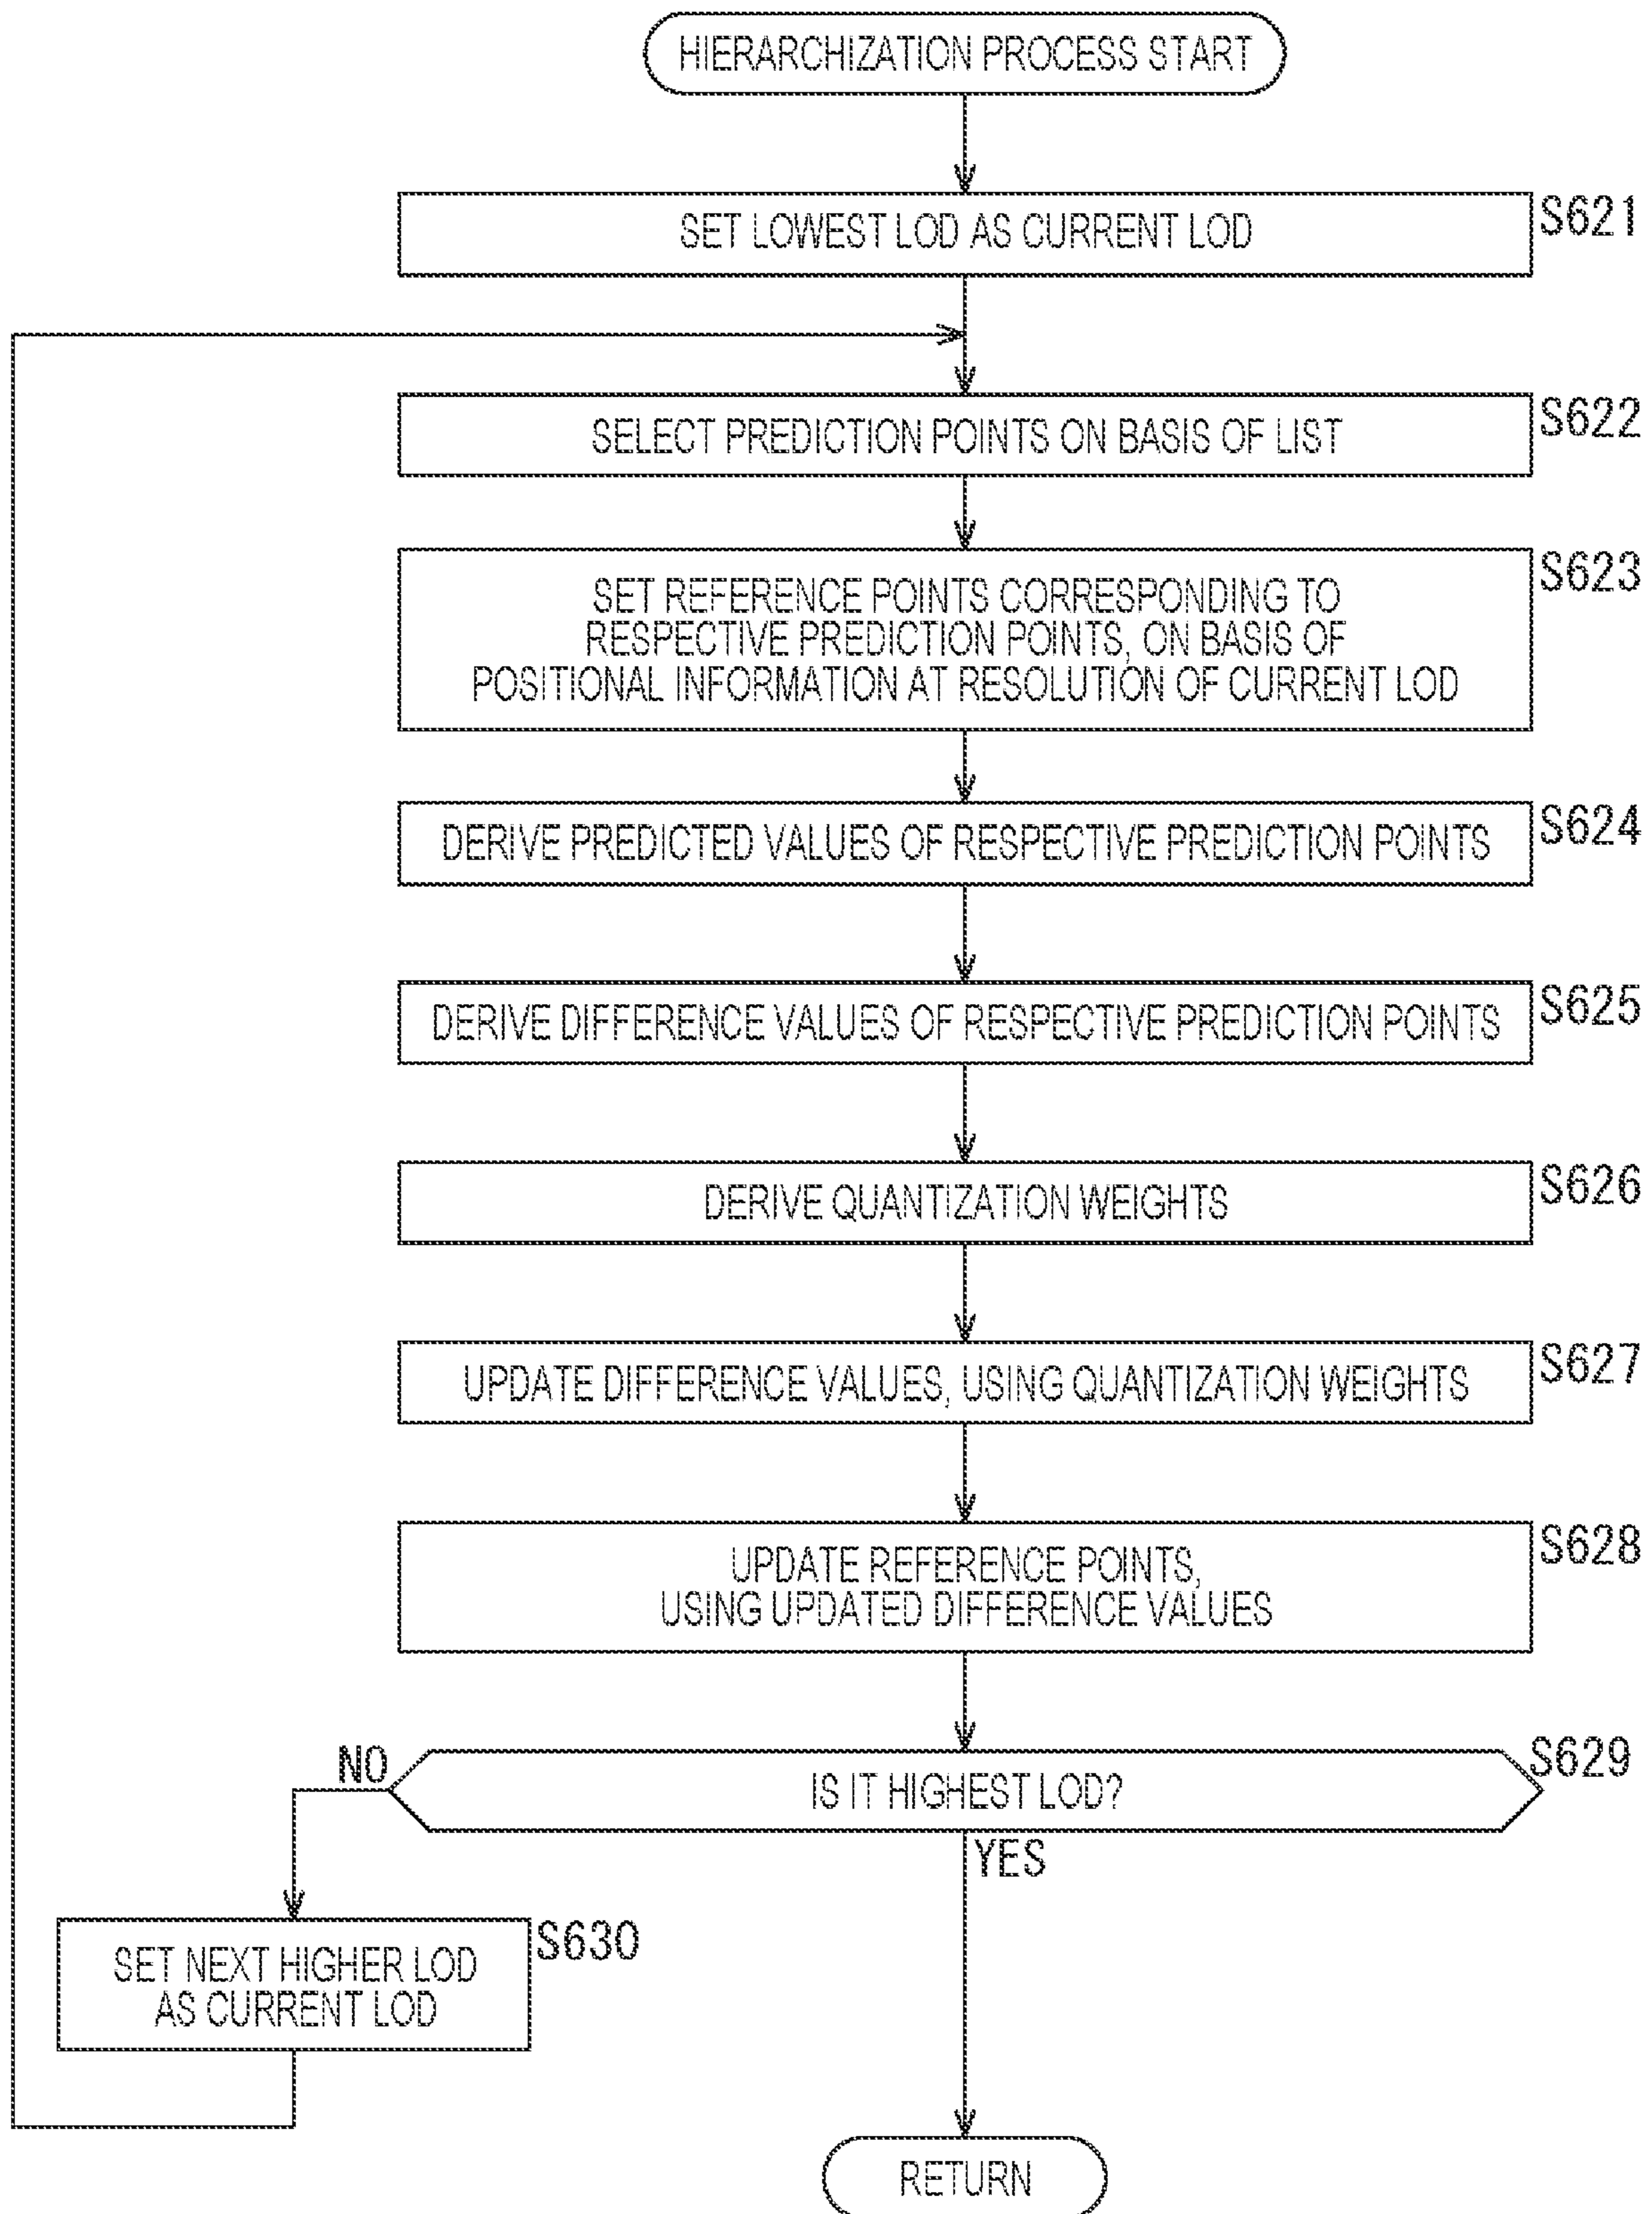 HIERARCHIZATION PROCESS START
SET LOWEST LOD AS CURRENT LOD
S621
SELECT PREDICTION POINTS ON BASIS OF LIST
S622
SET REFERENCE POINTS CORRESPONDING TO
RESPECTIVE PREDICTION POINTS, ON BASIS OF
POSITIONAL INFORMATION AT RESOLUTION OF CURRENT LOD
S623
DERIVE PREDICTED VALUES OF RESPECTIVE PREDICTION POINTS
S624
DERIVE DIFFERENCE VALUES OF RESPECTIVE PREDICTION POINTS
S625
DERIVE QUANTIZATION WEIGHTS
S626
UPDATE DIFFERENCE VALUES, USING QUANTIZATION WEIGHTS
S627
UPDATE REFERENCE POINTS,
USING UPDATED DIFFERENCE VALUES
S628
NO
IS IT HIGHEST LOD?
S629
YES
SET NEXT HIGHER LOD
AS CURRENT LOD
S630
RETURN